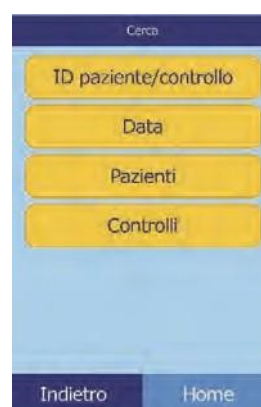 Cerca
ID paziente/controllo
Data
Pazienti
Controlli
Indietro Home